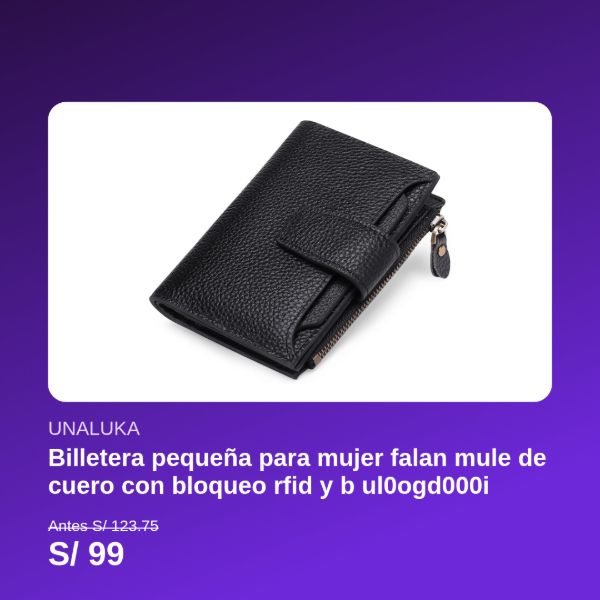 UNALUKA
Billetera pequeña para mujer falan mule de
cuero con bloqueo rfid y b ul0ogd000i
Antes S/ 123.75
S/ 99